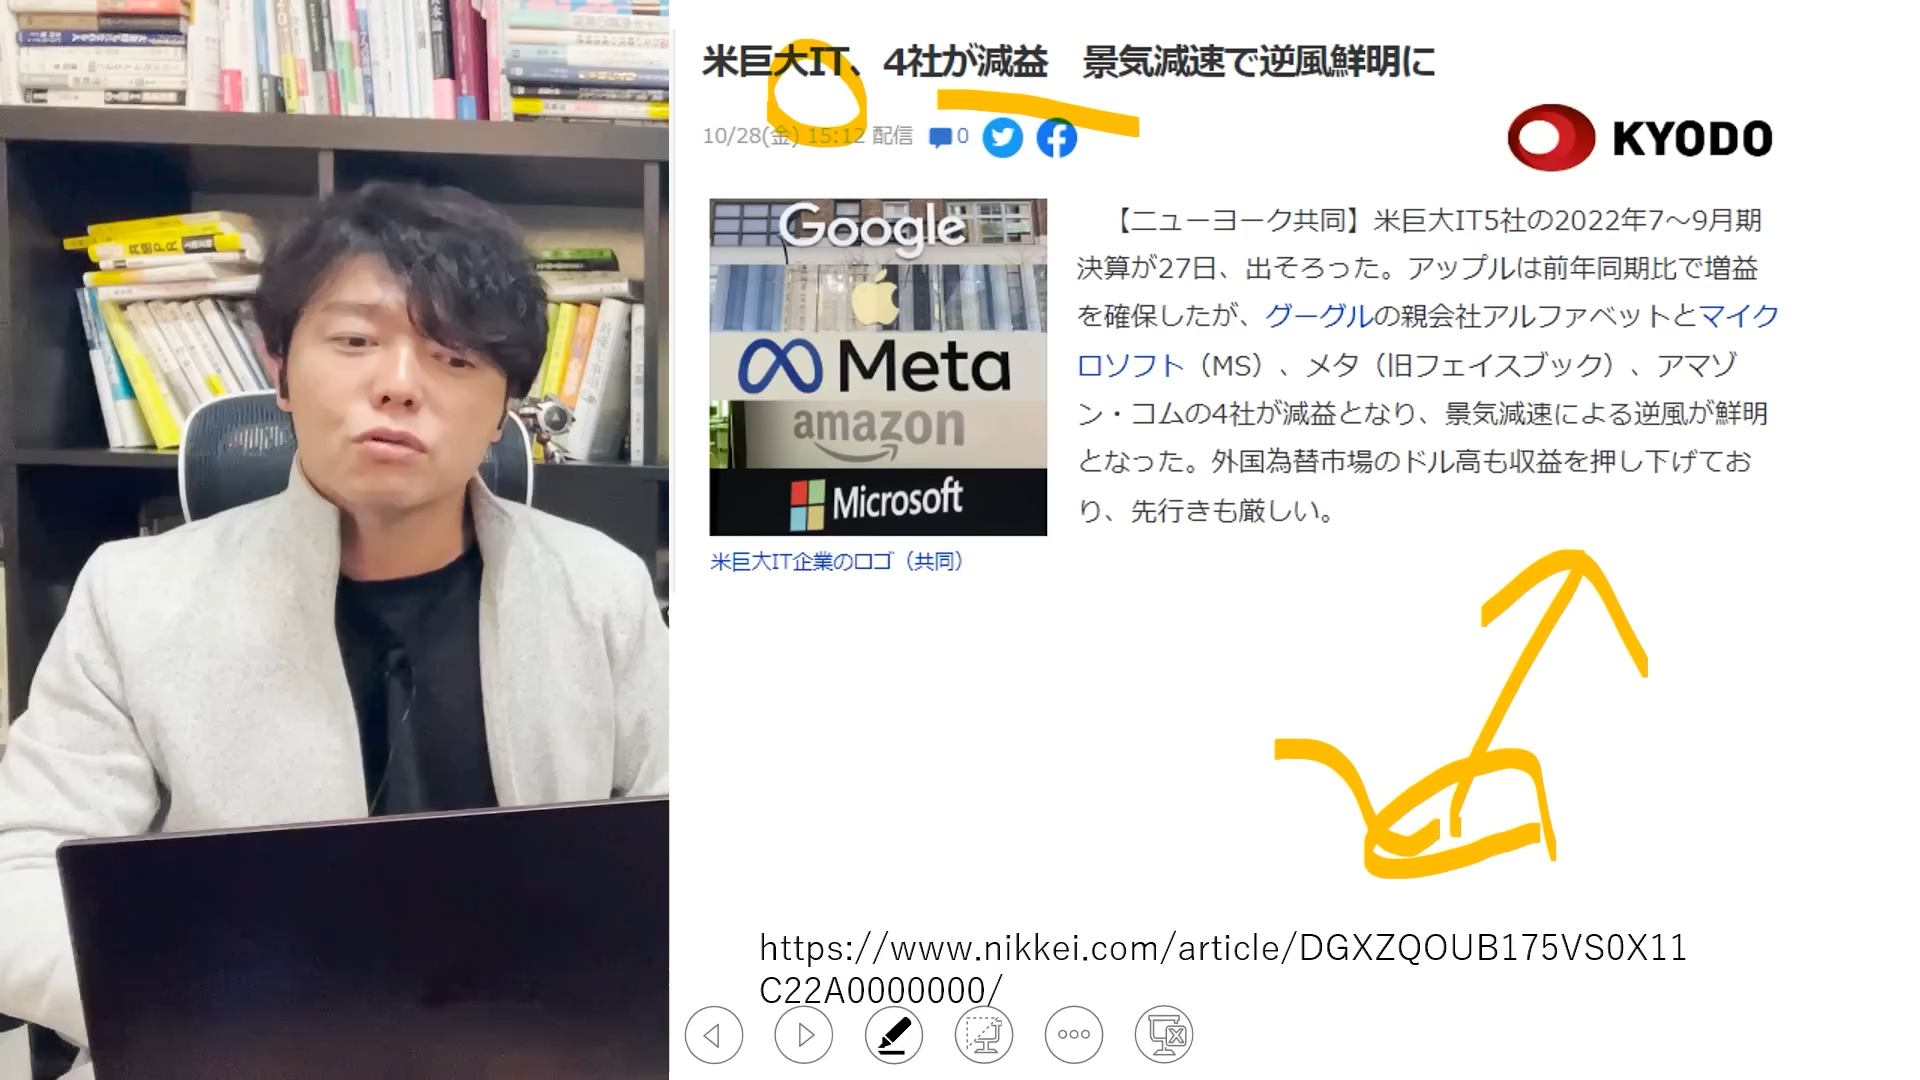 米巨大IT、4社が減益　景気減速で逆風鮮明に
10/28(金) 15:12 配信 0
KYODO
Google
Meta
amazon
Microsoft
米巨大IT企業のロゴ（共同）
【ニューヨーク共同】米巨大IT5社の2022年7〜9月期
決算が27日、出そろった。アップルは前年同期比で増益
を確保したが、グーグルの親会社アルファベットとマイク
ロソフト（MS）、メタ（旧フェイスブック）、アマゾ
ン・コムの4社が減益となり、景気減速による逆風が鮮明
となった。外国為替市場のドル高も収益を押し下げてお
り、先行きも厳しい。
https://www.nikkei.com/article/DGXZQOUB175VS0X11
C22A0000000/